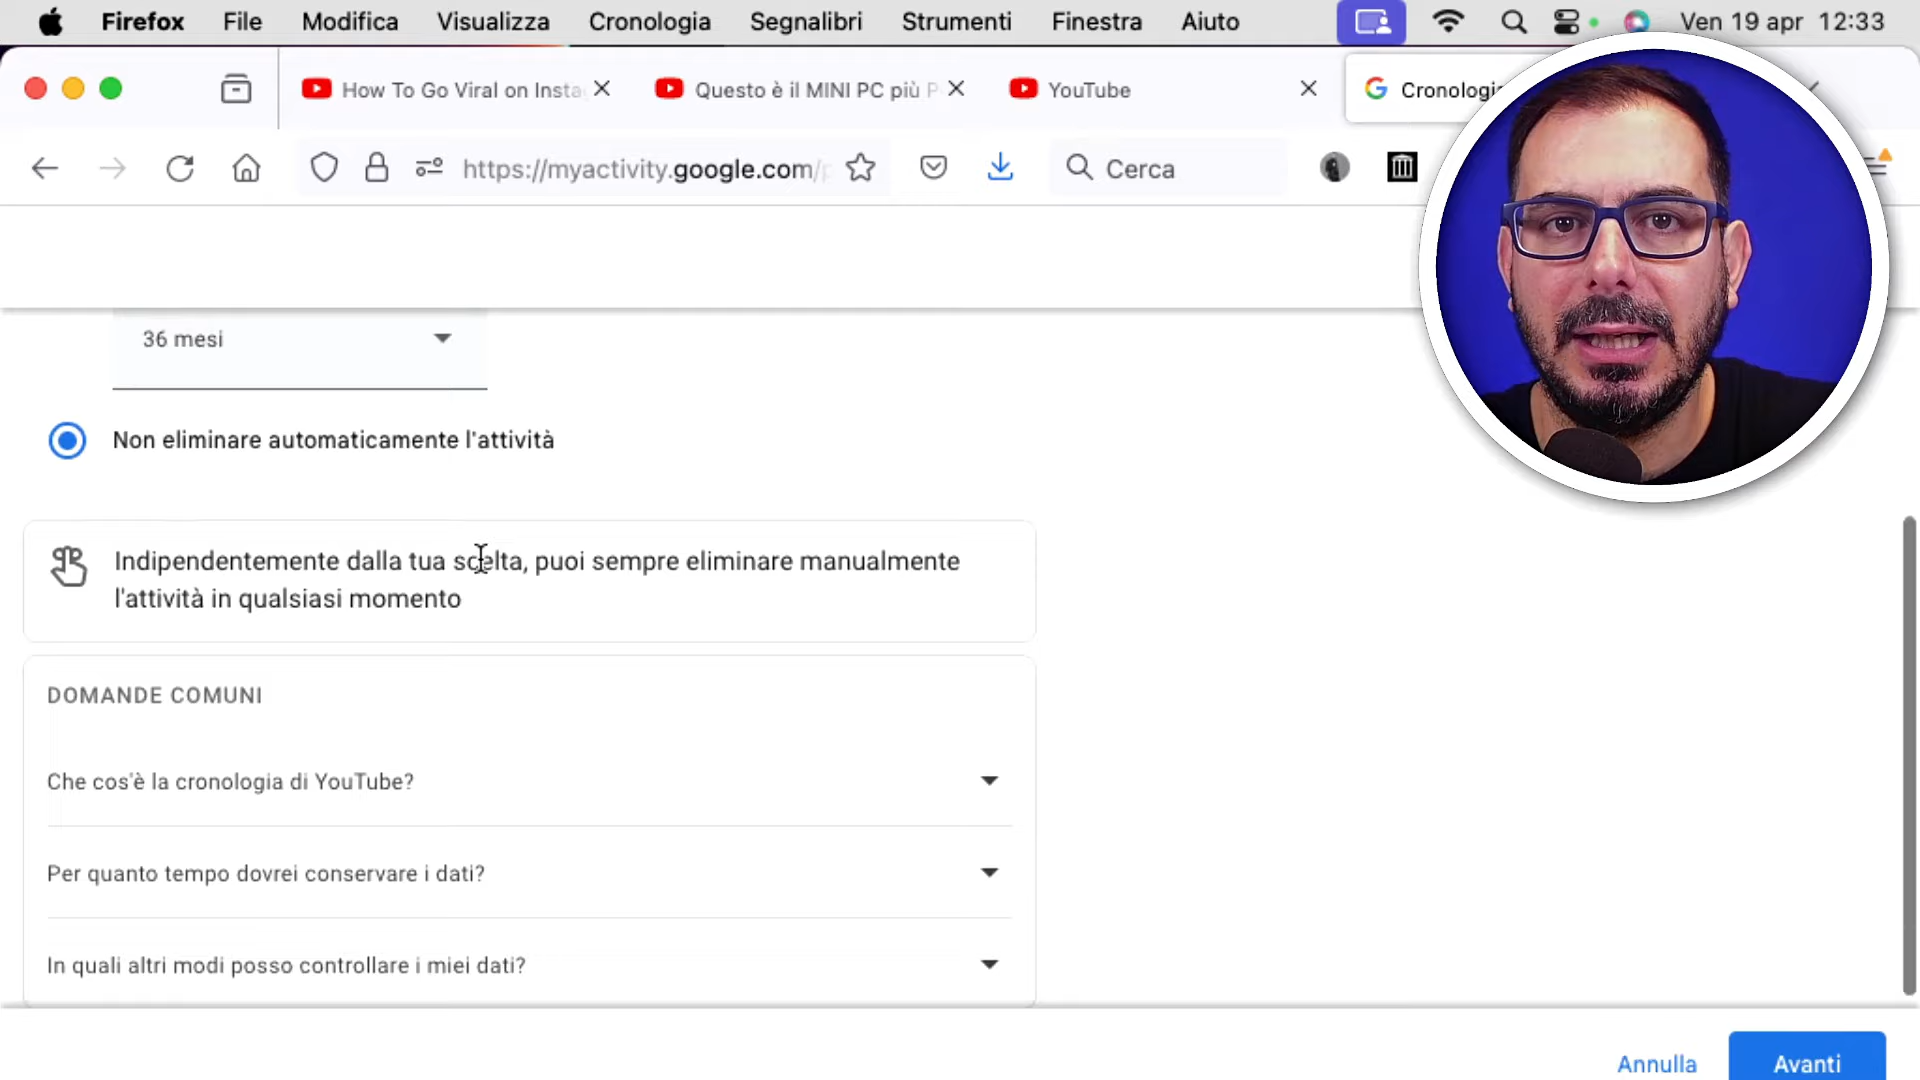 Firefox File Modifica Visualizza Cronologia Segnalibri Strumenti Finestra Aiuto Ven 19 apr 12:33
How To Go Viral on Insta Questo è il MINI PC più P YouTube Cronologi
https://myactivity.google.com/p Cerca
36 mesi
Non eliminare automaticamente l'attività
Indipendentemente dalla tua scelta, puoi sempre eliminare manualmente
l'attività in qualsiasi momento
DOMANDE COMUNI
Che cos'è la cronologia di YouTube?
Per quanto tempo dovrei conservare i dati?
In quali altri modi posso controllare i miei dati?
Annulla Avanti